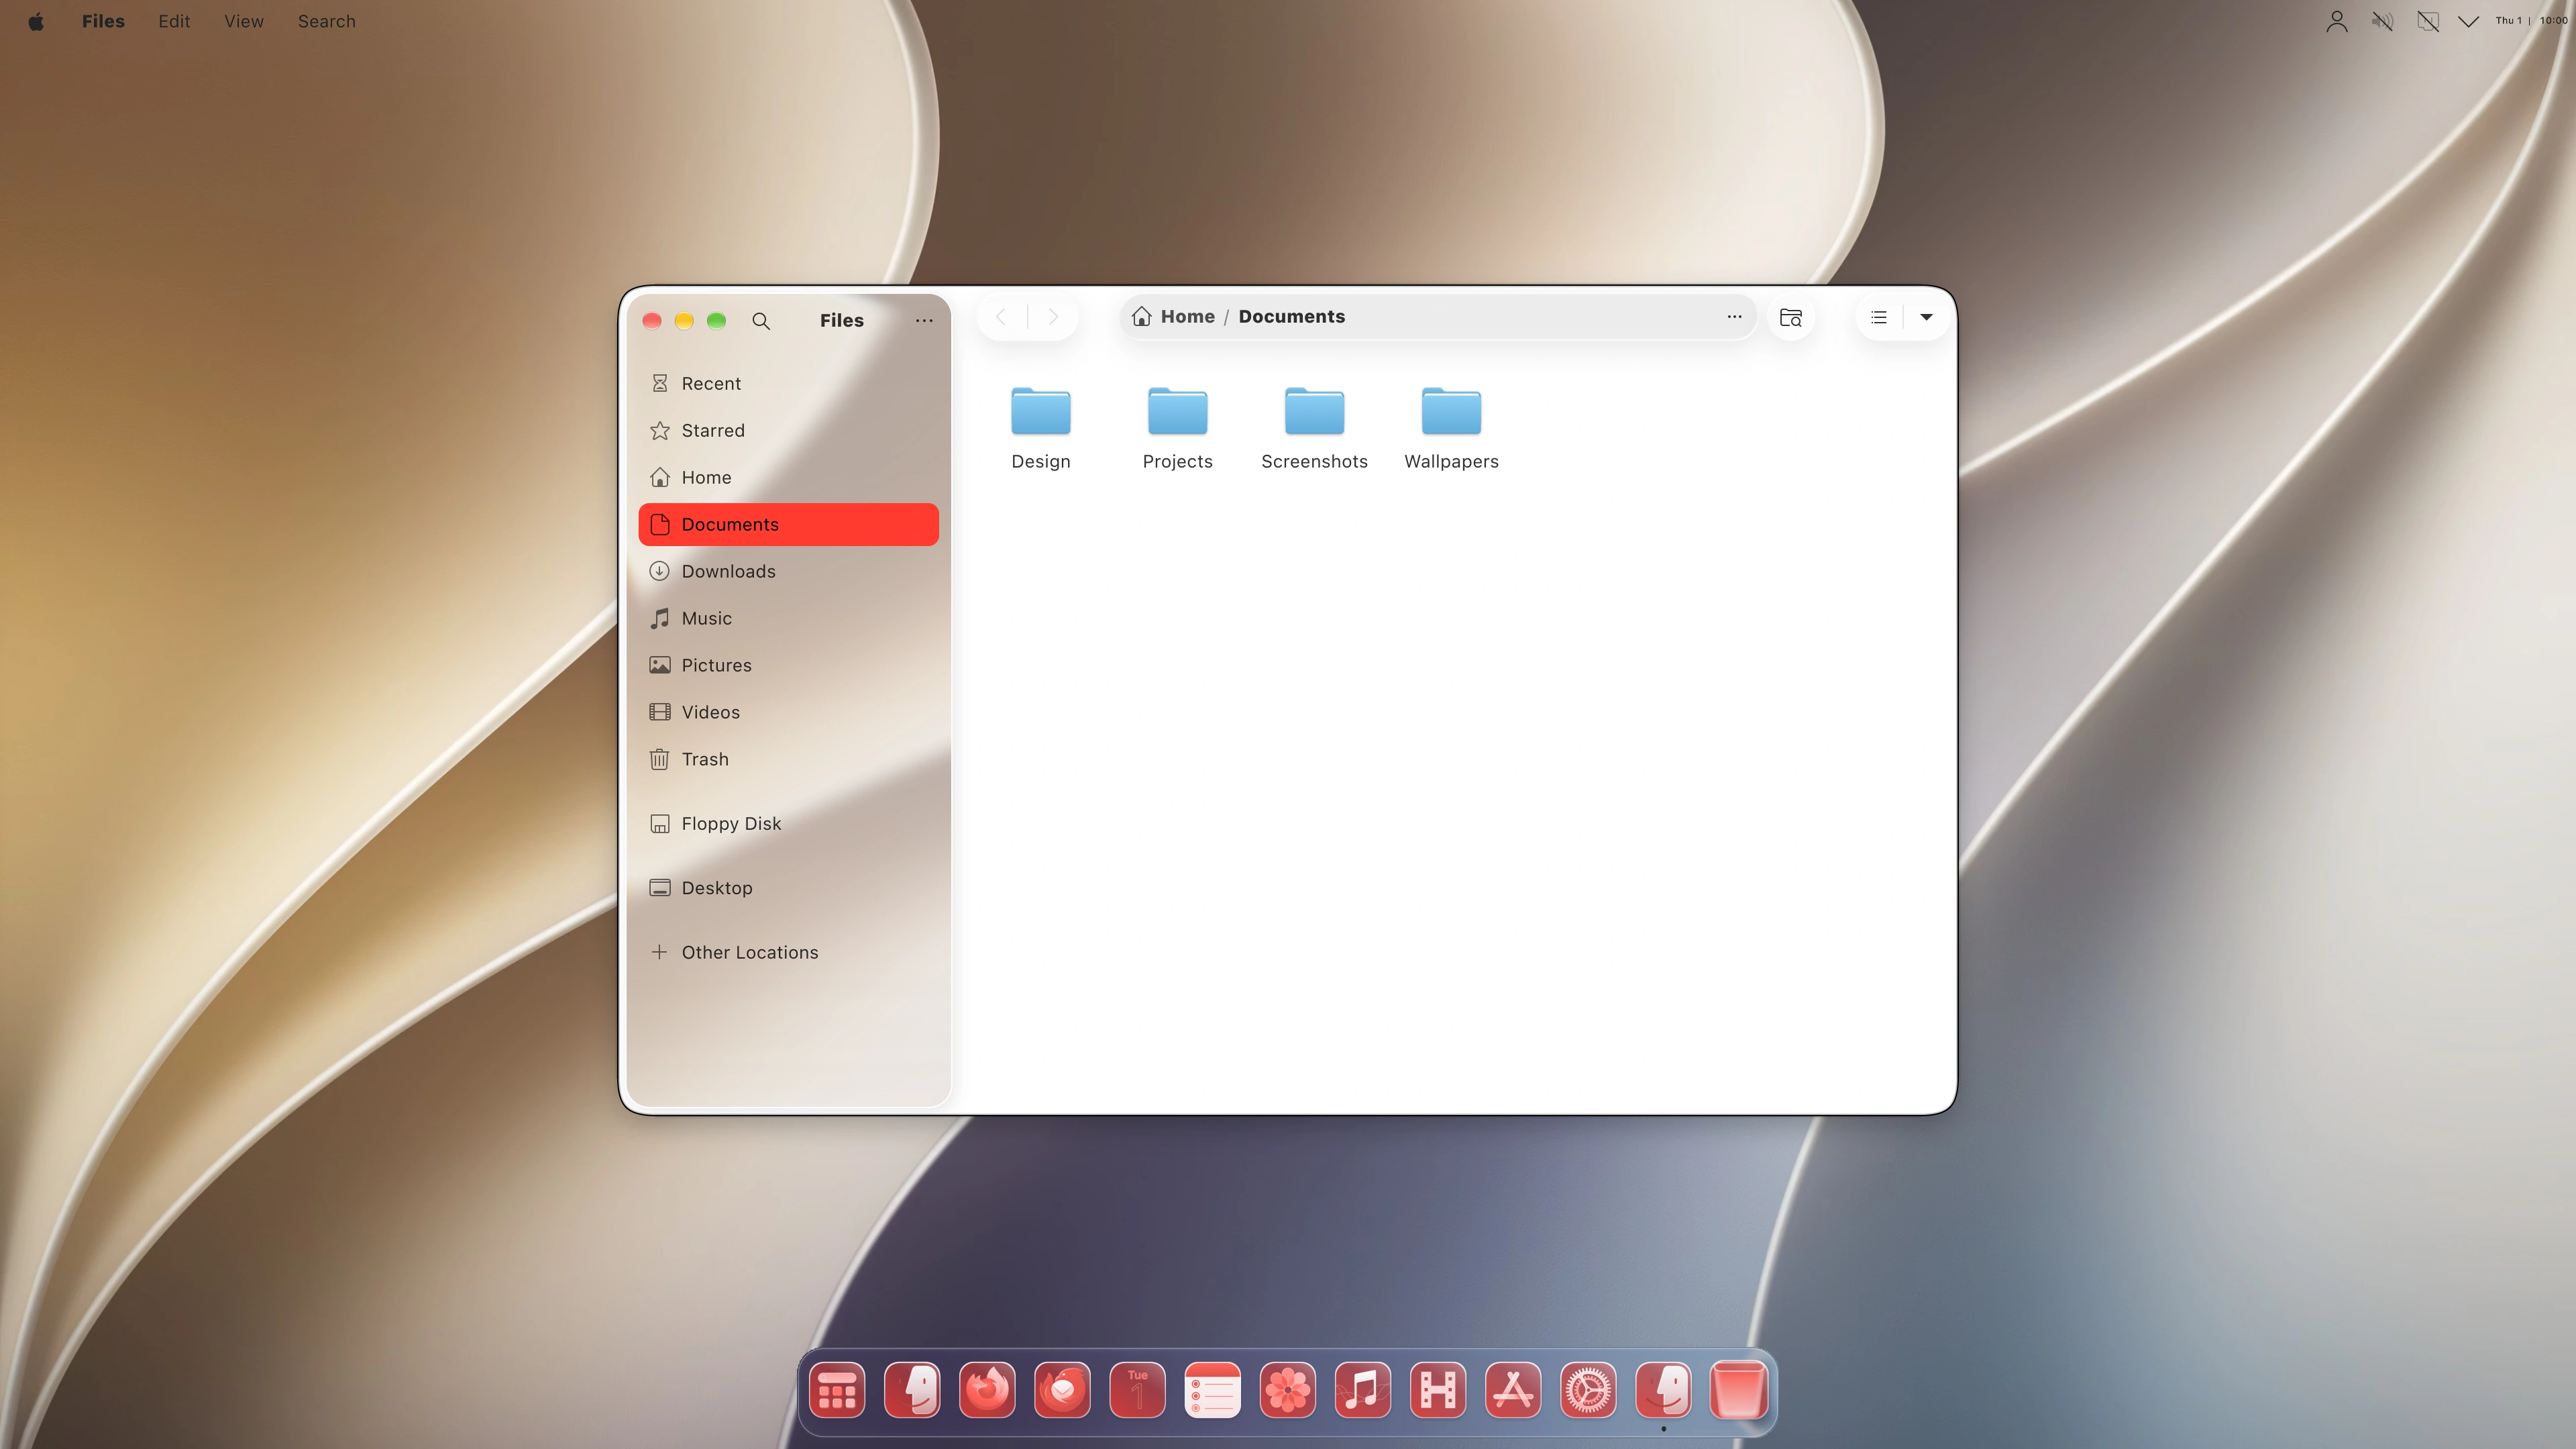 Files Edit View Search
Thu 1 | 10:00
Files
Home / Documents
Recent
Starred
Home
Documents
Downloads
Music
Pictures
Videos
Trash
Floppy Disk
Desktop
Other Locations
Design Projects Screenshots Wallpapers
Tue
1